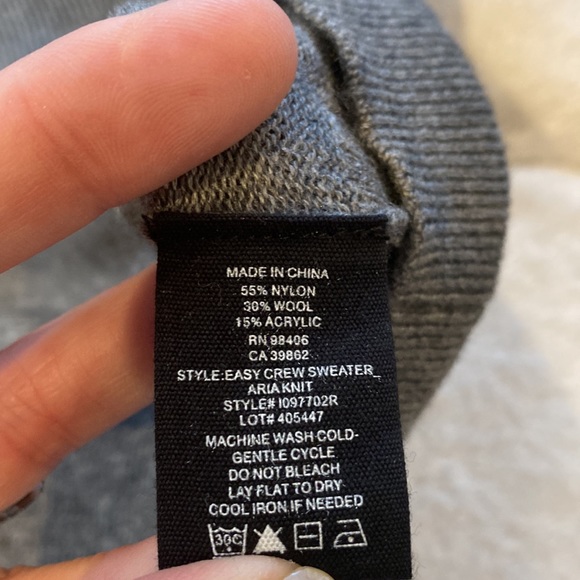 MADE IN CHINA
55% NYLON
30% WOOL
15% ACRYLIC
RN 98406
CA 39862
STYLE:EASY CREW SWEATER_
ARIA KNIT
STYLE# I097702R
LOT# 405447
MACHINE WASH COLD-
GENTLE CYCLE
DO NOT BLEACH
LAY FLAT TO DRY
COOL IRON IF NEEDED
30C